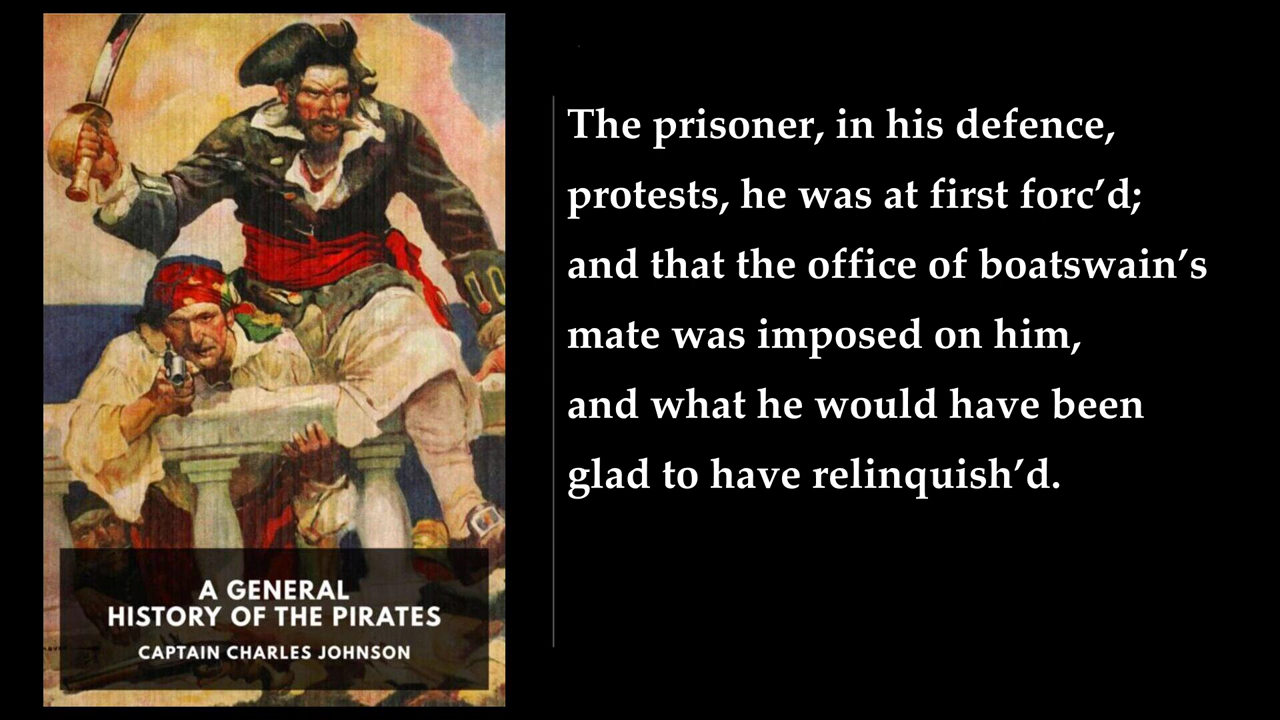 The prisoner, in his defence,
protests, he was at first forc’d;
and that the office of boatswain’s
mate was imposed on him,
and what he would have been
glad to have relinquish’d.
A GENERAL
HISTORY OF THE PIRATES
CAPTAIN CHARLES JOHNSON